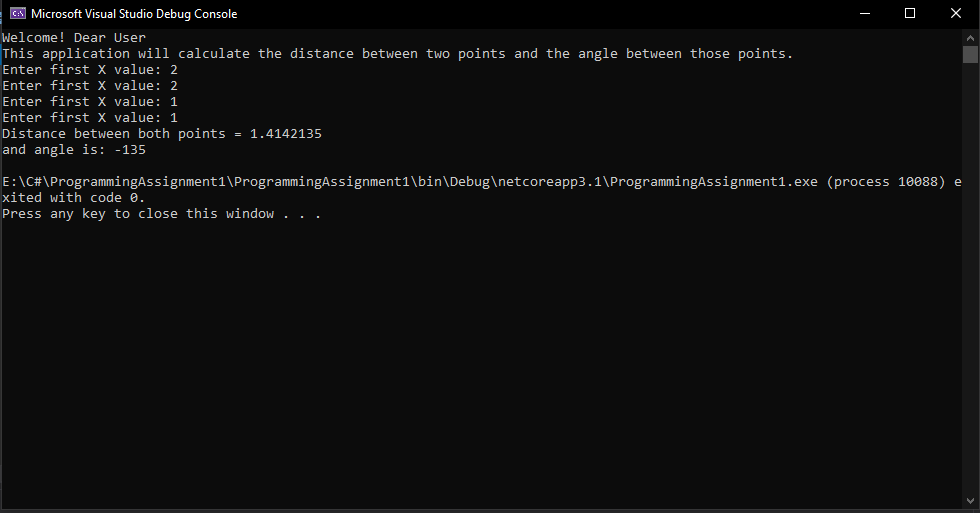 Microsoft Visual Studio Debug Console
Welcome! Dear User
This application will calculate the distance between two points and the angle between those points.
Enter first X value: 2
Enter first X value: 2
Enter first X value: 1
Enter first X value: 1
Distance between both points = 1.4142135
and angle is: -135
E:\C#\ProgrammingAssignment1\ProgrammingAssignment1\bin\Debug\netcoreapp3.1\ProgrammingAssignment1.exe (process 10088) e
xited with code 0.
Press any key to close this window . . .